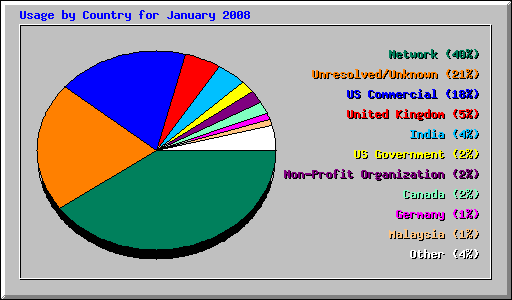 Usage by Country for January 2008
Network (40%)
Unresolved/Unknown (21%)
US Commercial (18%)
United Kingdom (5%)
India (4%)
US Government (2%)
Non-Profit Organization (2%)
Canada (2%)
Germany (1%)
Malaysia (1%)
Other (4%)